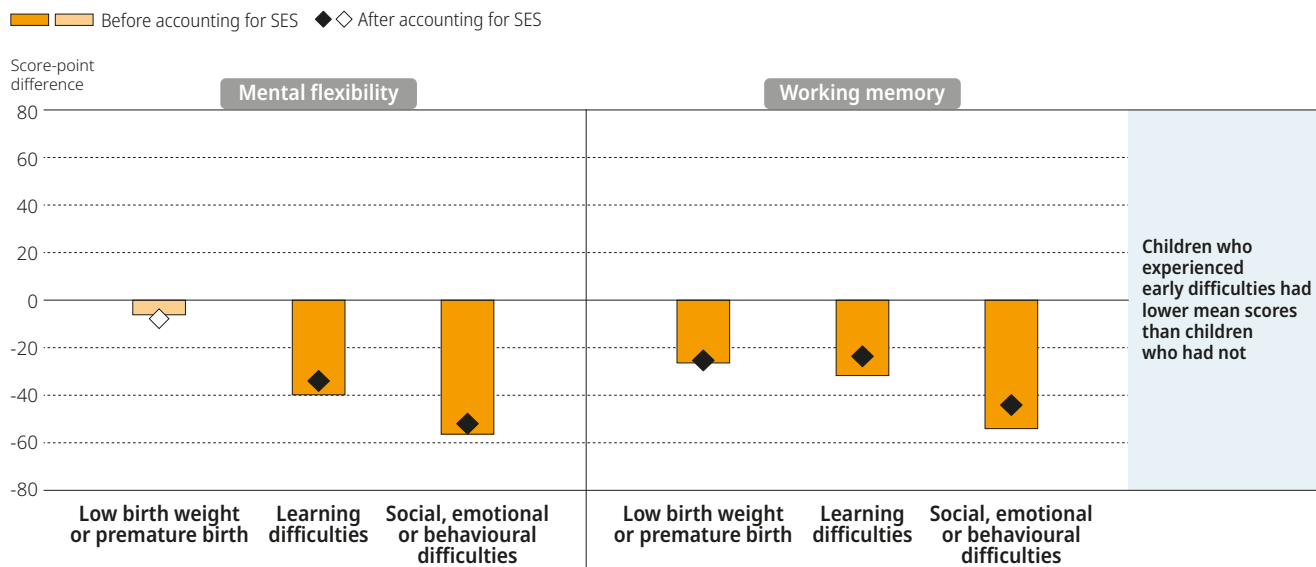 Before accounting for SES After accounting for SES
Score-point
difference
Mental flexibility
Working memory
80
60
40
20
0
-20
-40
-60
-80
Children who
experienced
early difficulties had
lower mean scores
than children
who had not
Low birth weight
or premature birth
Learning
difficulties
Social, emotional
or behavioural
difficulties
Low birth weight
or premature birth
Learning
difficulties
Social, emotional
or behavioural
difficulties